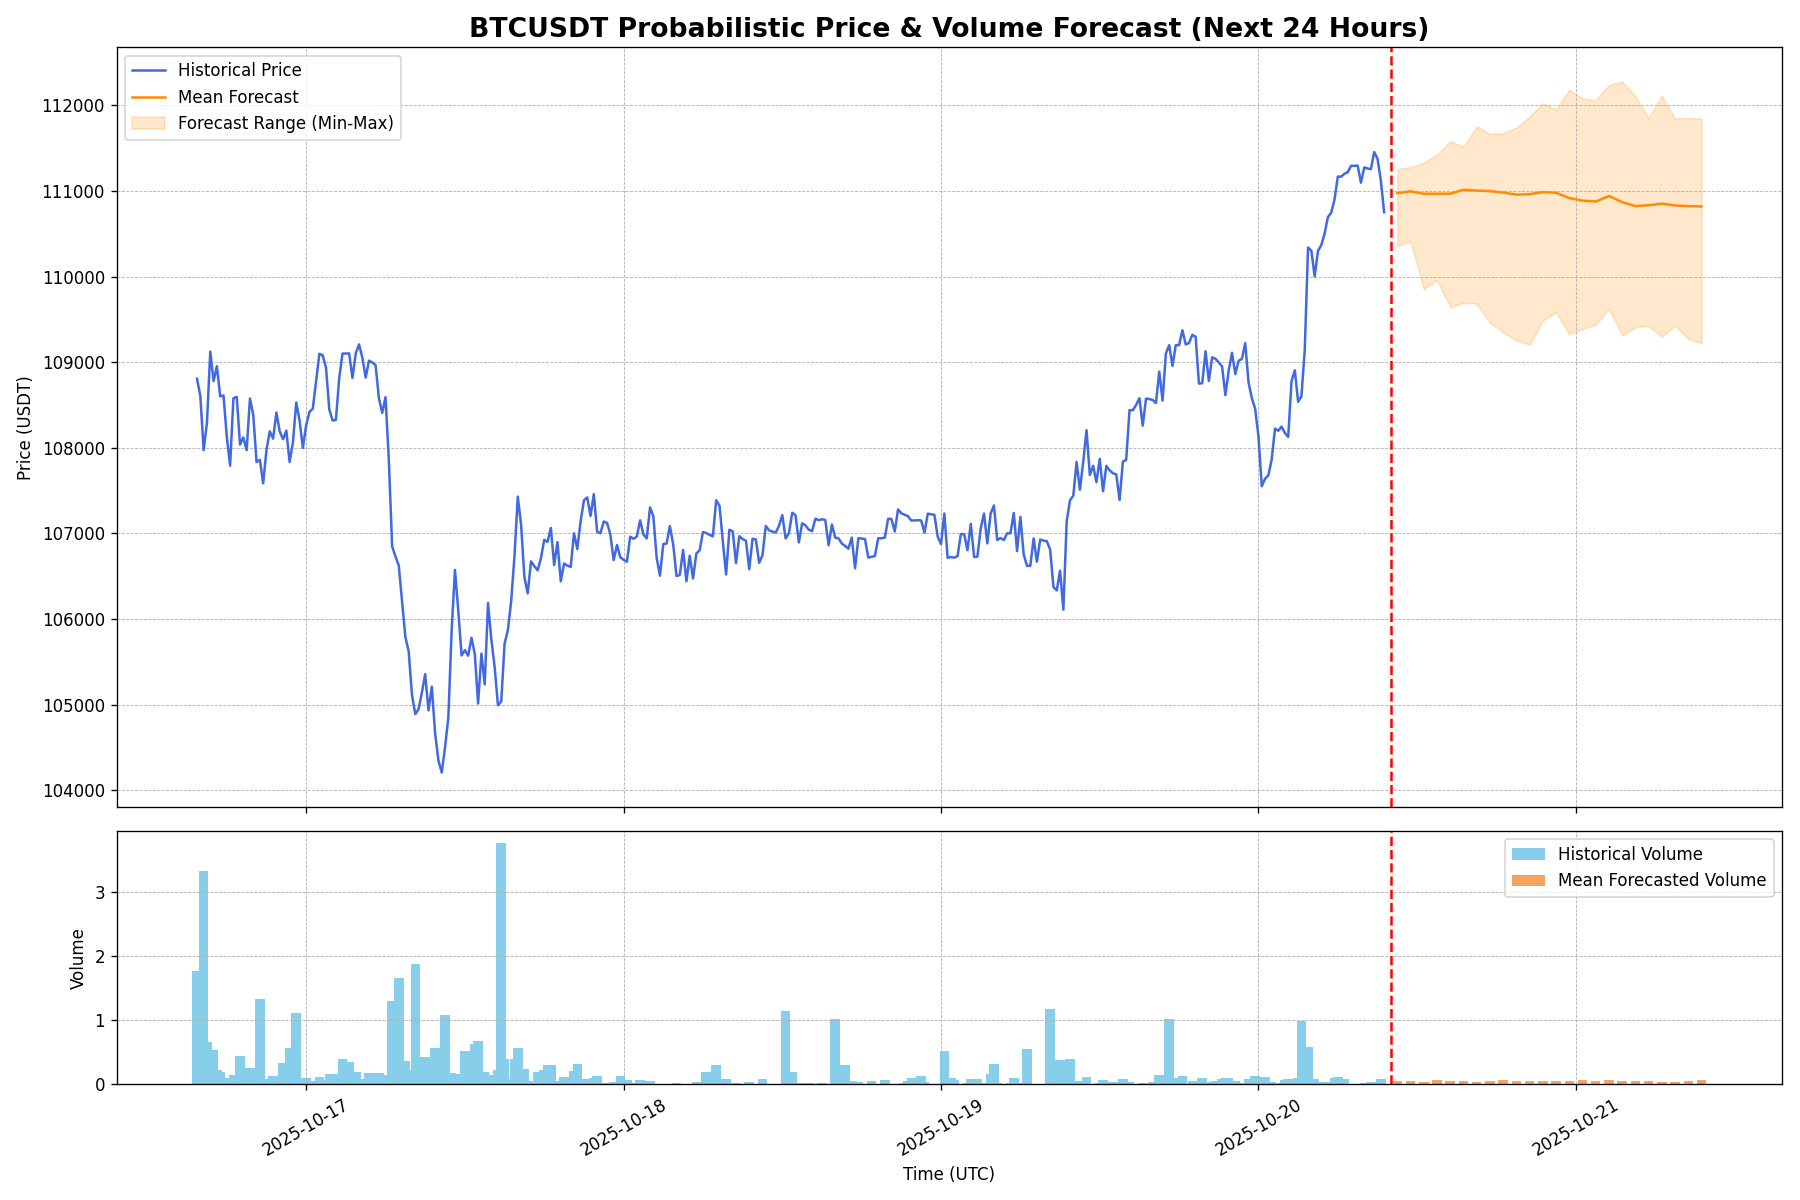 BTCUSDT Probabilistic Price & Volume Forecast (Next 24 Hours)
Historical Price
Mean Forecast
Forecast Range (Min-Max)
112000
111000
110000
109000
108000
107000
106000
105000
104000
Price (USDT)
Historical Volume
Mean Forecasted Volume
3
2
1
0
Volume
2025-10-17
2025-10-18
2025-10-19
2025-10-20
2025-10-21
Time (UTC)